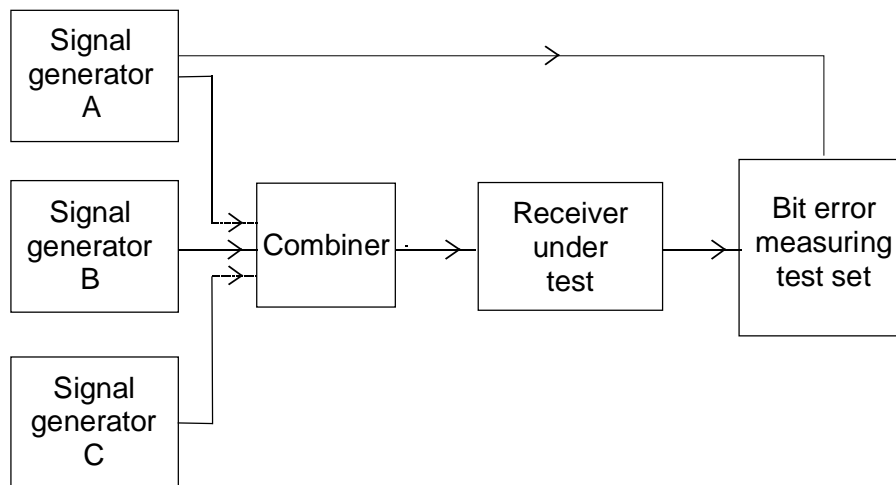 Signal
generator
A
Signal
generator
B
Signal
generator
C
Combiner
Receiver
under
test
Bit error
measuring
test set